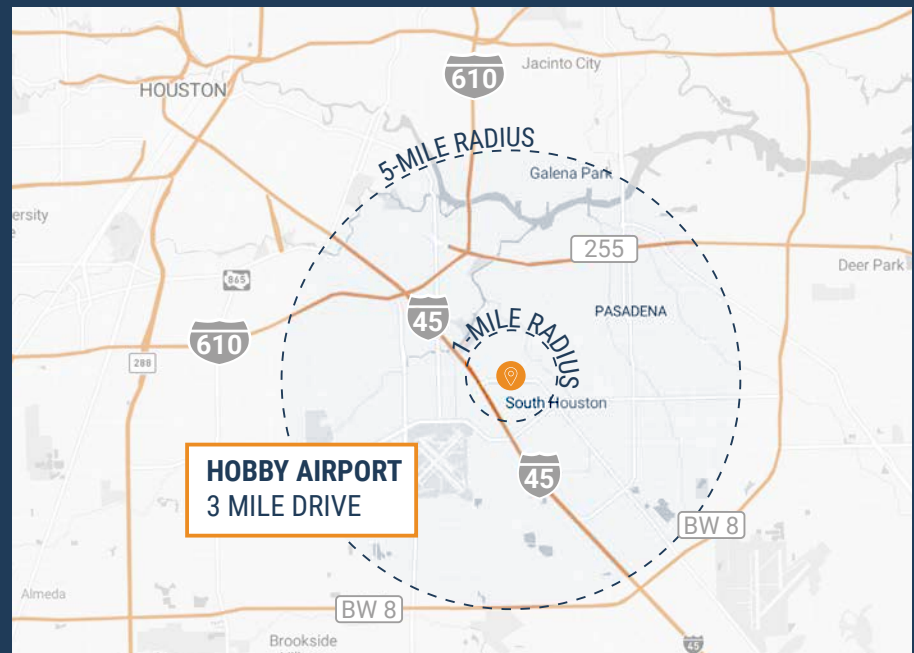 610
Jacinto City
HOUSTON
5-MILE RADIUS
Galena Park
ersity
255
Deer Park
865
PASADENA
45
1-MILE RADIUS
610
288
South Houston
HOBBY AIRPORT
3 MILE DRIVE
45
BW 8
Almeda
BW 8
Brookside
45